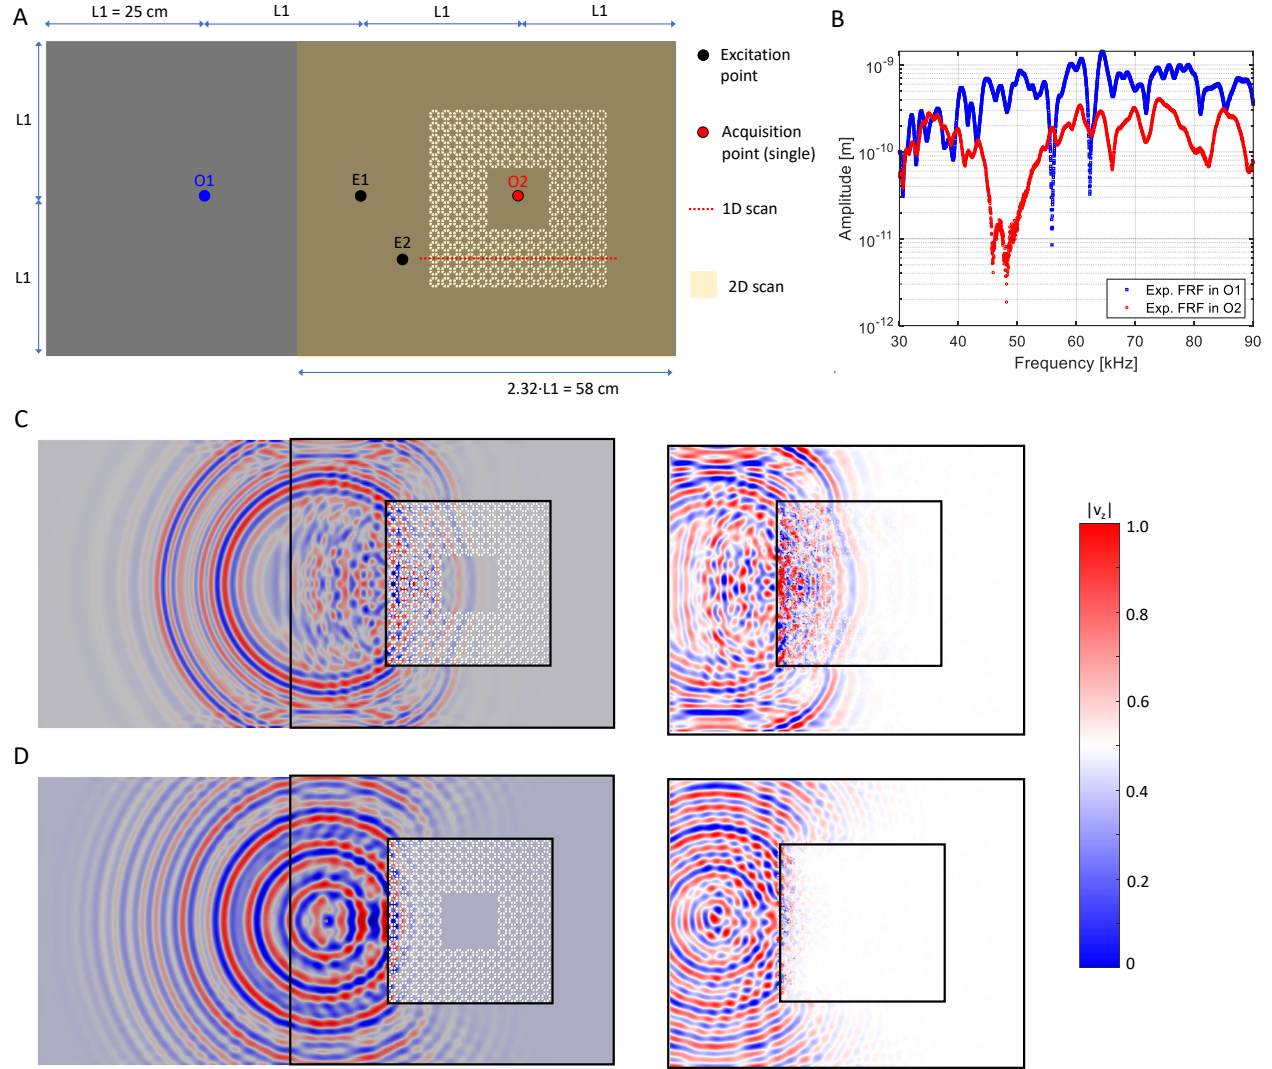 A
L1 = 25 cm
L1
L1
L1
L1
L1
O1
E1
O2
E2
2.32·L1 = 58 cm
Excitation
point
Acquisition
point (single)
1D scan
2D scan
B
10-9
10-10
10-11
10-12
Amplitude [m]
30
40
50
60
70
80
90
Frequency [kHz]
Exp. FRF in O1
Exp. FRF in O2
C
D
|vz|
1.0
0.8
0.6
0.4
0.2
0